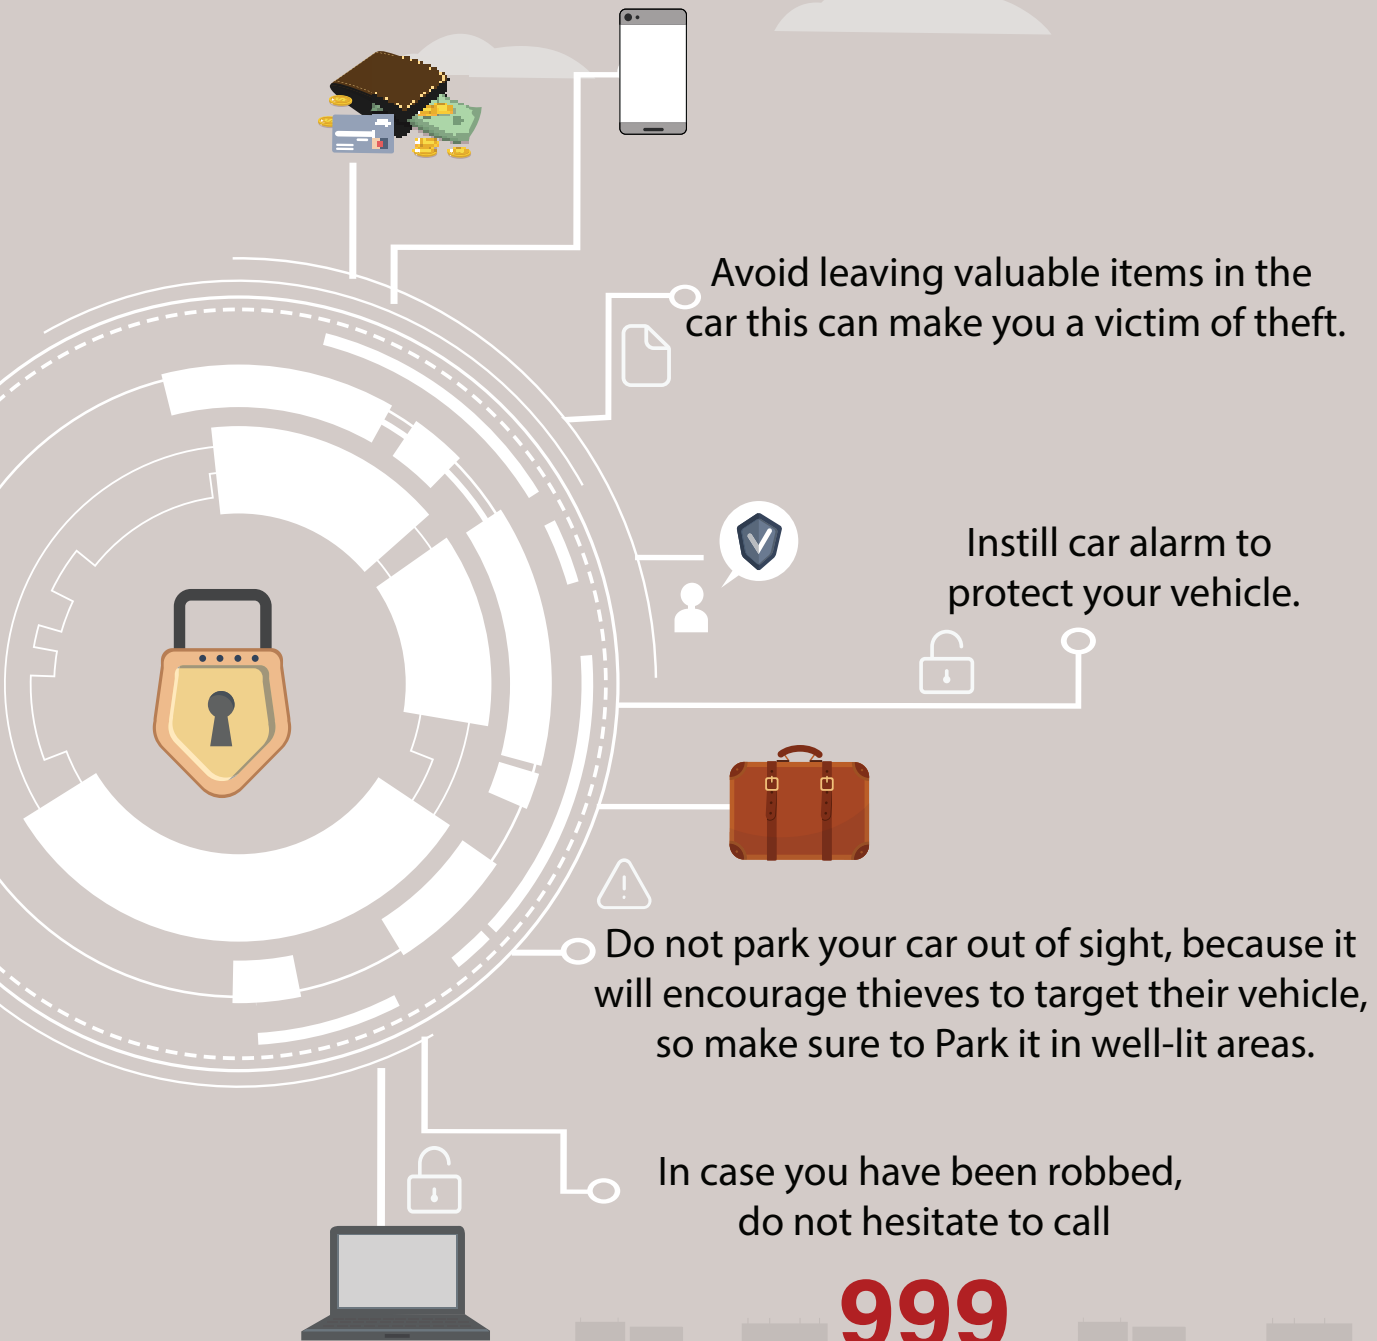 Avoid leaving valuable items in the
car this can make you a victim of theft.
Instill car alarm to
protect your vehicle.
Do not park your car out of sight, because it
will encourage thieves to target their vehicle,
so make sure to Park it in well-lit areas.
In case you have been robbed,
do not hesitate to call
999